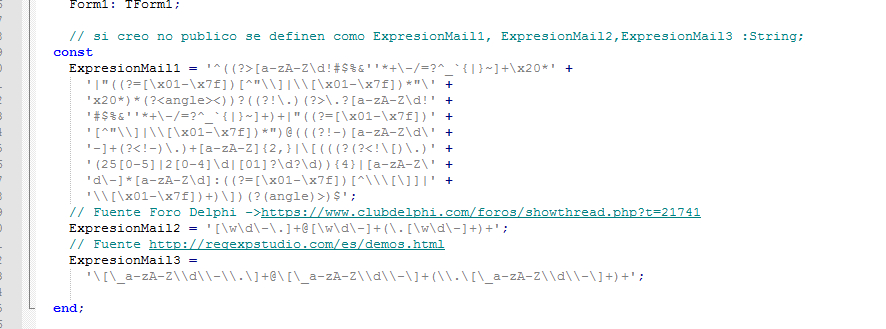 Form1: TForm1;
// si creo no publico se definen como ExpresionMail1, ExpresionMail2,ExpresionMail3 :String;
const
ExpresionMail1 = '^((?>[a-zA-Z\d!#$%&''*+\-/=?^_`{|}~]+\x20*' +
'|"((?=[\x01-\x7f])[^"\\]|\\[\x01-\x7f])*"\' +
'x20*)*(?<angle><))?((?!\.)(?>\.?[a-zA-Z\d!' +
'#$%&''*+\-/=?^_`{|}~]+)+|"((?=[\x01-\x7f])' +
'[^"\\]|\\[\x01-\x7f])*")@(((?!-)[a-zA-Z\d\' +
'-]+(?<!-)\.)+[a-zA-Z]{2,}|\[(((?(?<!\[)\.)' +
'(25[0-5]|2[0-4]\d|[01]?\d?\d)){4}|[a-zA-Z\' +
'd\-]*[a-zA-Z\d]:((?=[\x01-\x7f])[^\\\[\]]|' +
'\\[\x01-\x7f])+)\])(?(angle)>)$';
// Fuente Foro Delphi ->https://www.clubdelphi.com/foros/showthread.php?t=21741
ExpresionMail2 = '[\w\d\-\.]+@[\w\d\-]+(\.[\w\d\-]+)+';
// Fuente http://regexpstudio.com/es/demos.html
ExpresionMail3 =
'\[\_a-zA-Z\\d\\-\\.\]+@\[\_a-zA-Z\\d\\-\]+(\\.\[\_a-zA-Z\\d\\-\]+)+';
end;